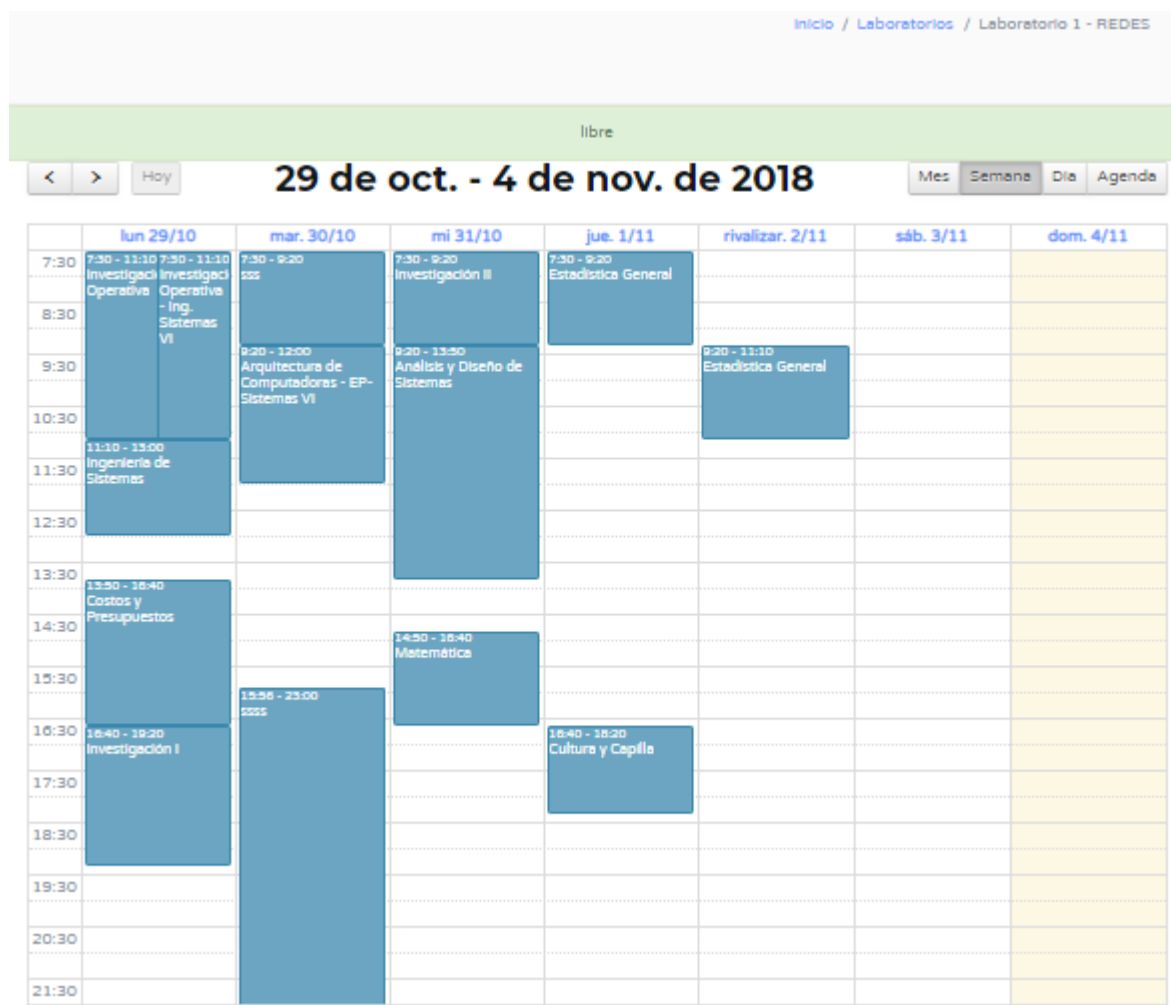 Inicio / Laboratorios / Laboratorio 1 - REDES
libre
< > Hoy 29 de oct. - 4 de nov. de 2018 Mes Semana Día Agenda
lun 29/10 mar. 30/10 mi 31/10 jue. 1/11 rivalizar. 2/11 sáb. 3/11 dom. 4/11
7:30
8:30
9:30
10:30
11:30
12:30
13:30
14:30
15:30
16:30
17:30
18:30
19:30
20:30
21:30
7:30 - 11:10
Investigaci
Operativa
7:30 - 11:10
Investigaci
Operativa
- Ing.
Sistemas
VI
11:10 - 13:00
Ingeniería de
Sistemas
13:50 - 16:40
Costos y
Presupuestos
16:40 - 19:20
Investigación I
7:30 - 9:20
sss
9:20 - 12:00
Arquitectura de
Computadoras - EP-
Sistemas VI
15:56 - 23:00
ssss
7:30 - 9:20
Investigación II
9:20 - 13:50
Análisis y Diseño de
Sistemas
14:50 - 16:40
Matemática
7:30 - 9:20
Estadística General
16:40 - 18:20
Cultura y Capilla
9:20 - 11:10
Estadística General